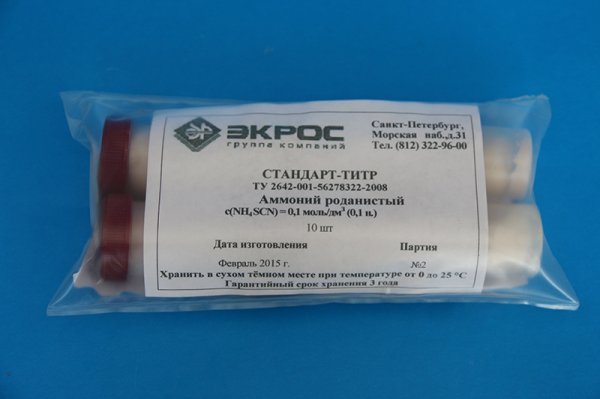 ЭКРОС
группа компаний
Санкт-Петербург,
Морская наб.,д.31
Тел. (812) 322-96-00
СТАНДАРТ-ТИТР
ТУ 2642-001-56278322-2008
Аммоний роданистый
c(NH₄SCN) = 0,1 моль/дм³ (0,1 н.)
10 шт
Дата изготовления Партия
Февраль 2015 г. №2
Хранить в сухом тёмном месте при температуре от 0 до 25 °С
Гарантийный срок хранения 3 года